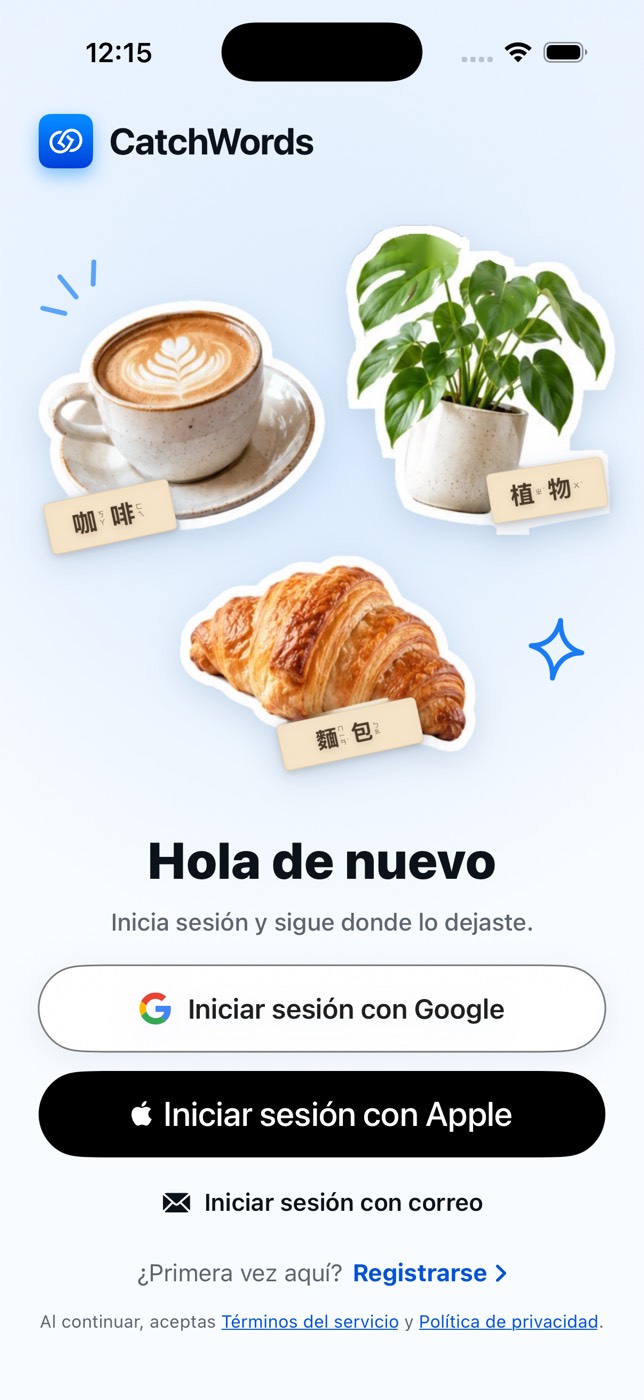 12:15
CatchWords
咖啡
植物
麵包
Hola de nuevo
Inicia sesión y sigue donde lo dejaste.
Iniciar sesión con Google
Iniciar sesión con Apple
Iniciar sesión con correo
¿Primera vez aquí? Registrarse >
Al continuar, aceptas Términos del servicio y Política de privacidad.